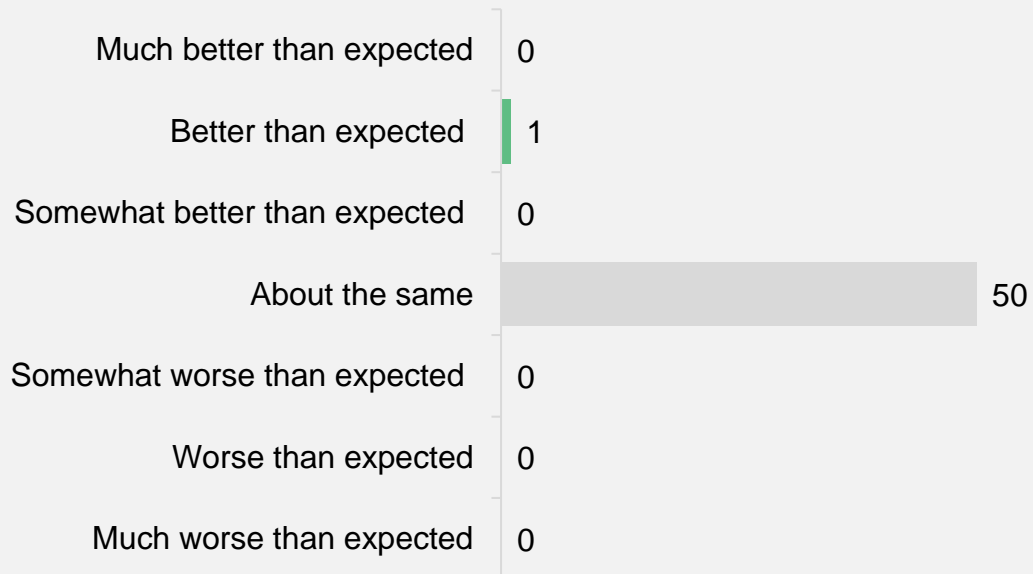 Much better than expected 0
Better than expected 1
Somewhat better than expected 0
About the same 50
Somewhat worse than expected 0
Worse than expected 0
Much worse than expected 0